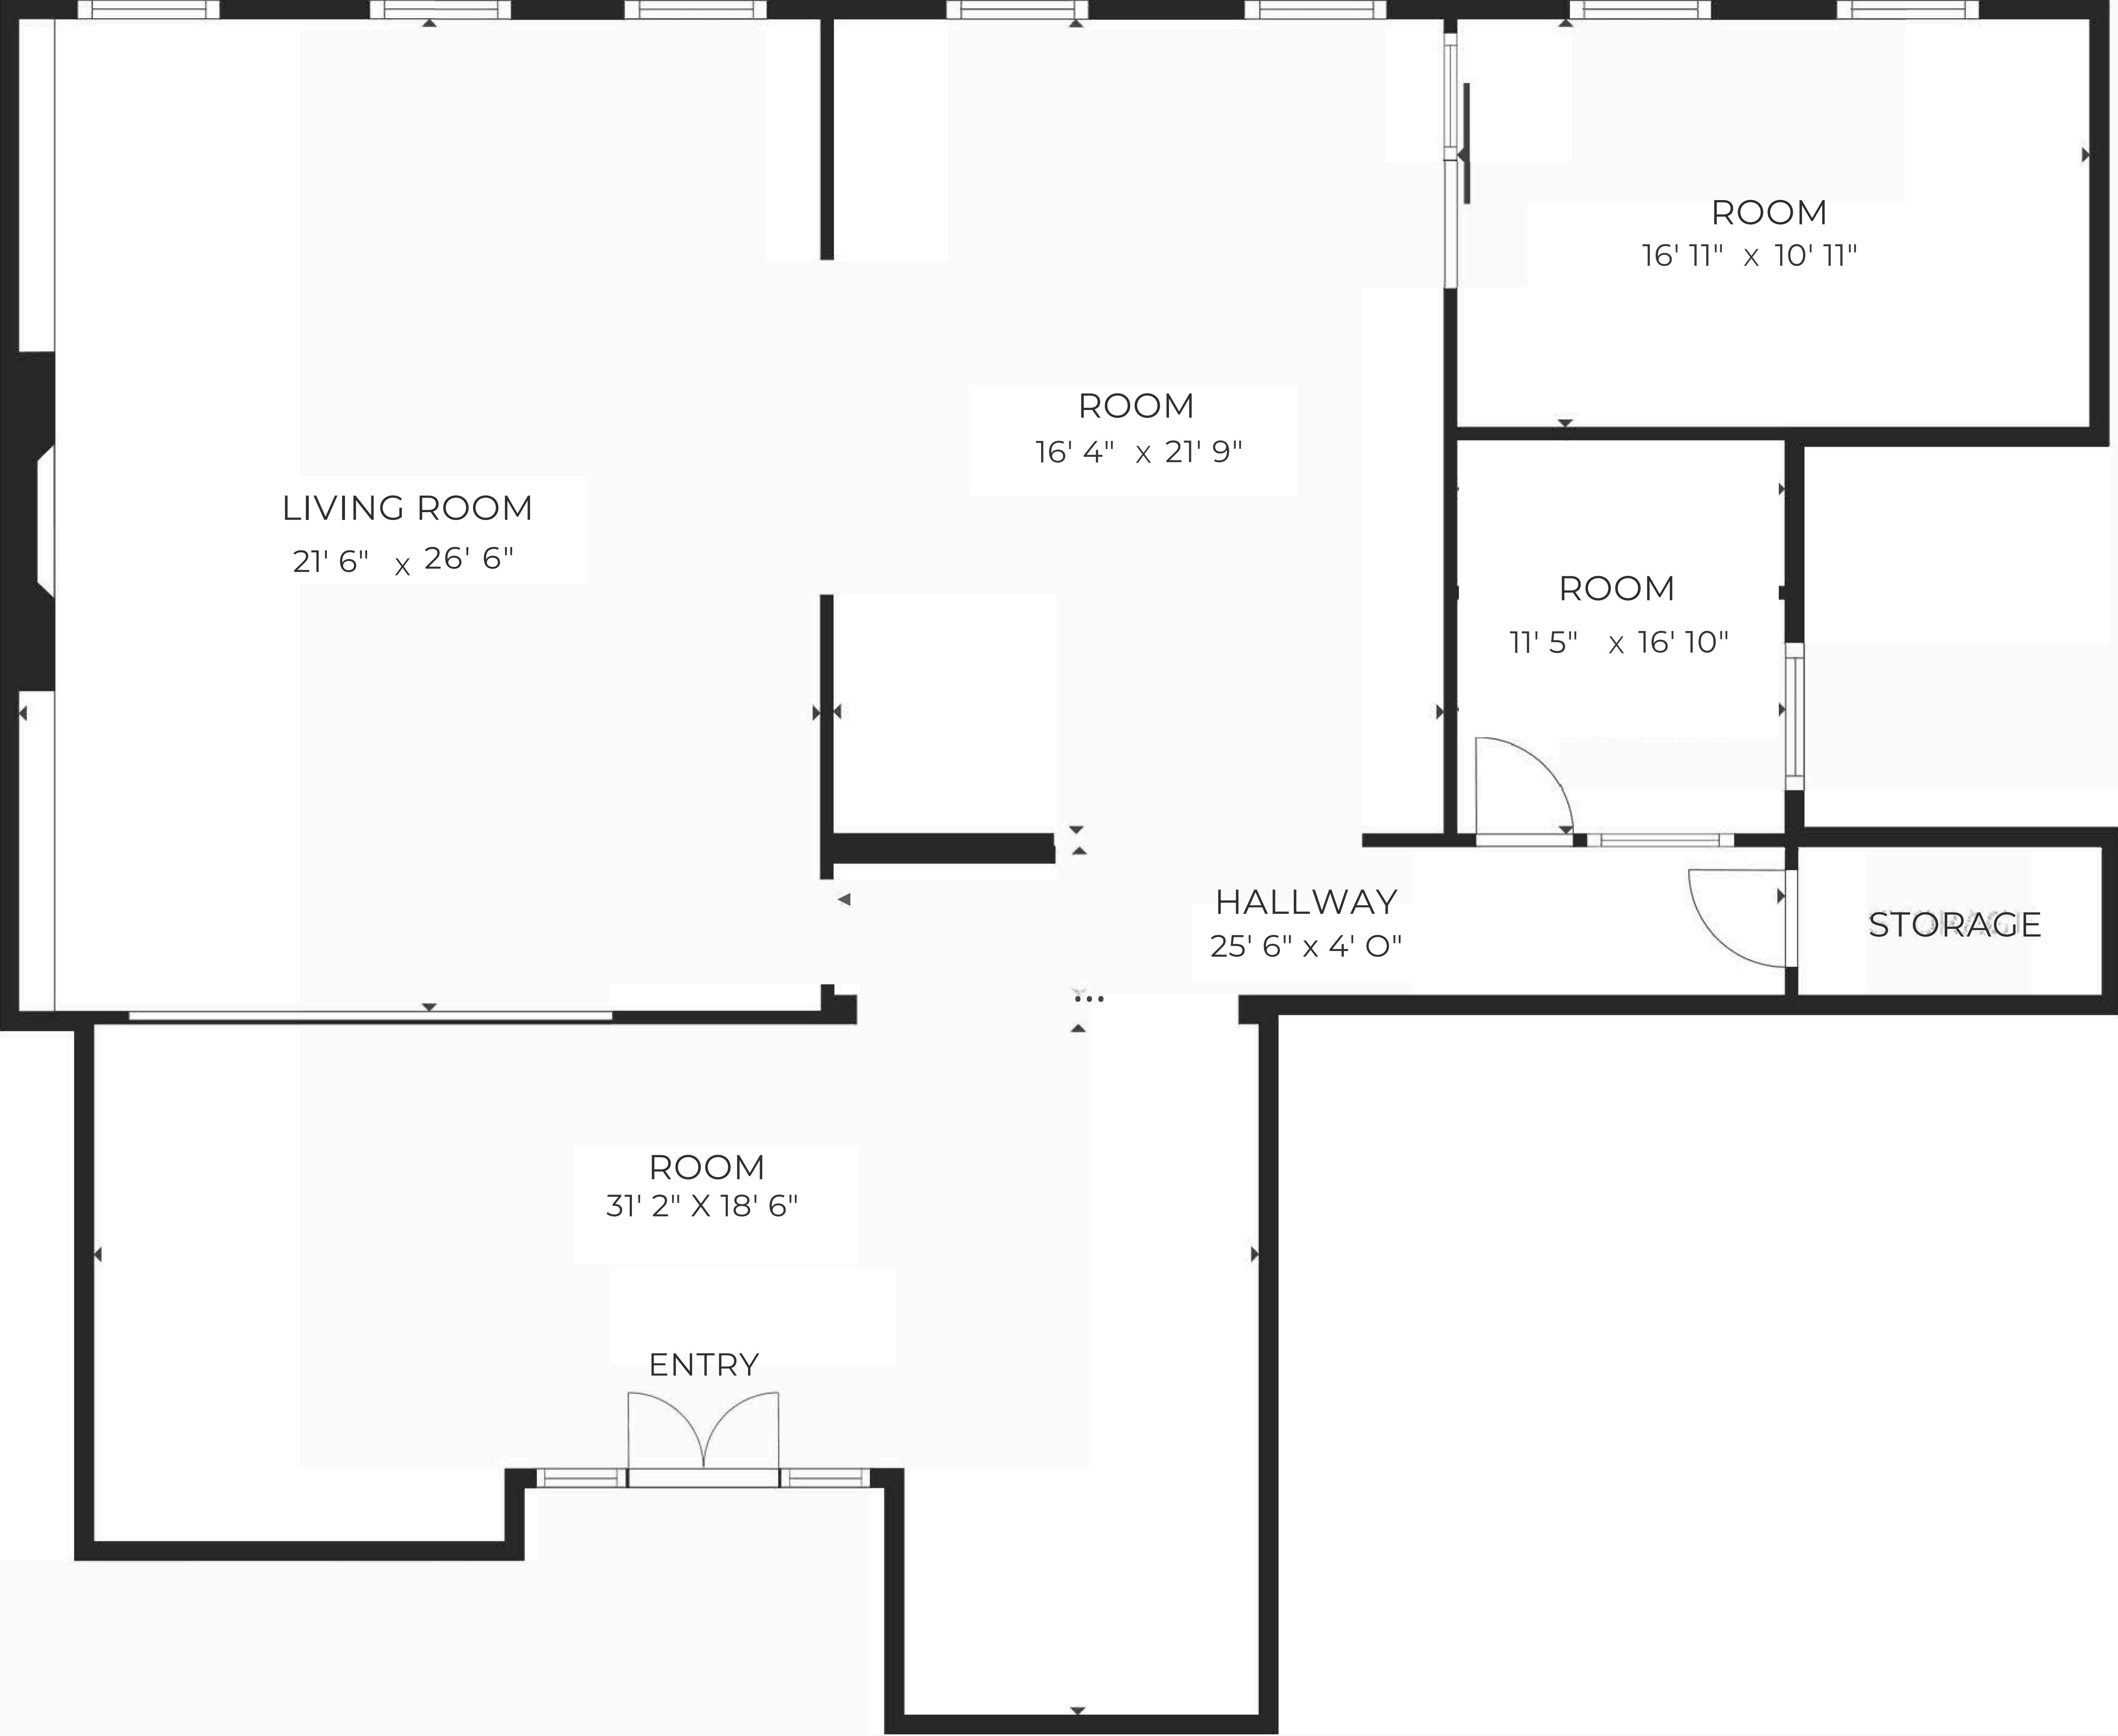 ROOM
16' 11" x 10' 11"
ROOM
16' 4" x 21' 9"
LIVING ROOM
21' 6" x 26' 6"
ROOM
11' 5" x 16' 10"
HALLWAY
25' 6" x 4' 0"
STORAGE
ROOM
31' 2" X 18' 6"
ENTRY